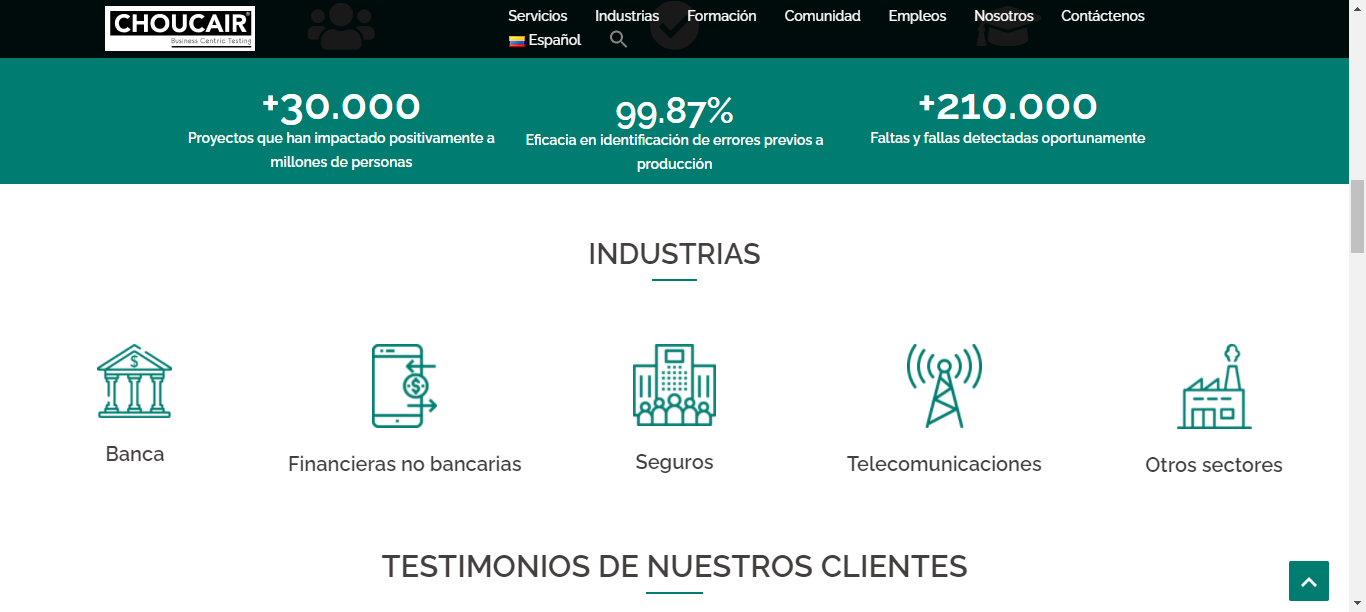 CHOUCAIR
Business Centric Testing
Servicios Industrias Formación Comunidad Empleos Nosotros Contáctenos
Español
+30.000
Proyectos que han impactado positivamente a
millones de personas
99.87%
Eficacia en identificación de errores previos a
producción
+210.000
Faltas y fallas detectadas oportunamente
INDUSTRIAS
$
$
Banca
Financieras no bancarias
Seguros
Telecomunicaciones
Otros sectores
TESTIMONIOS DE NUESTROS CLIENTES